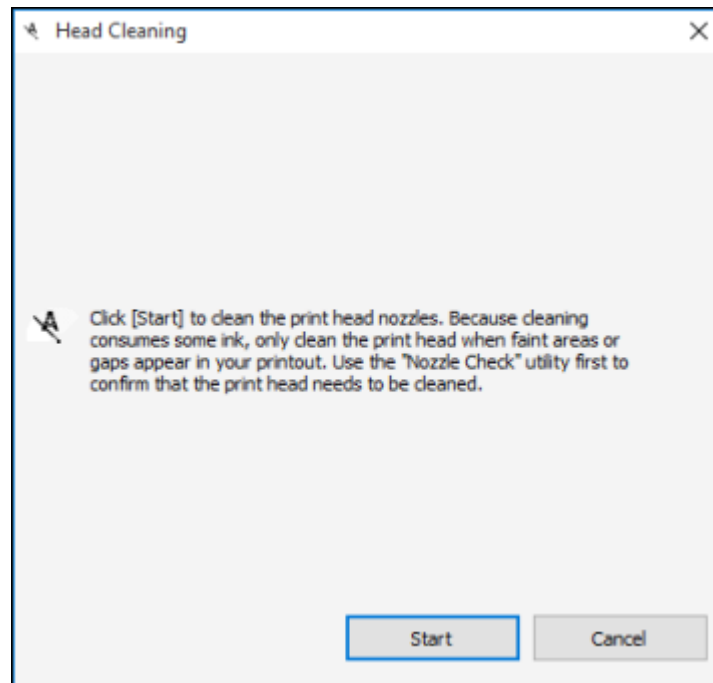 Head Cleaning
Click [Start] to clean the print head nozzles. Because cleaning
consumes some ink, only clean the print head when faint areas or
gaps appear in your printout. Use the "Nozzle Check" utility first to
confirm that the print head needs to be cleaned.
Start
Cancel